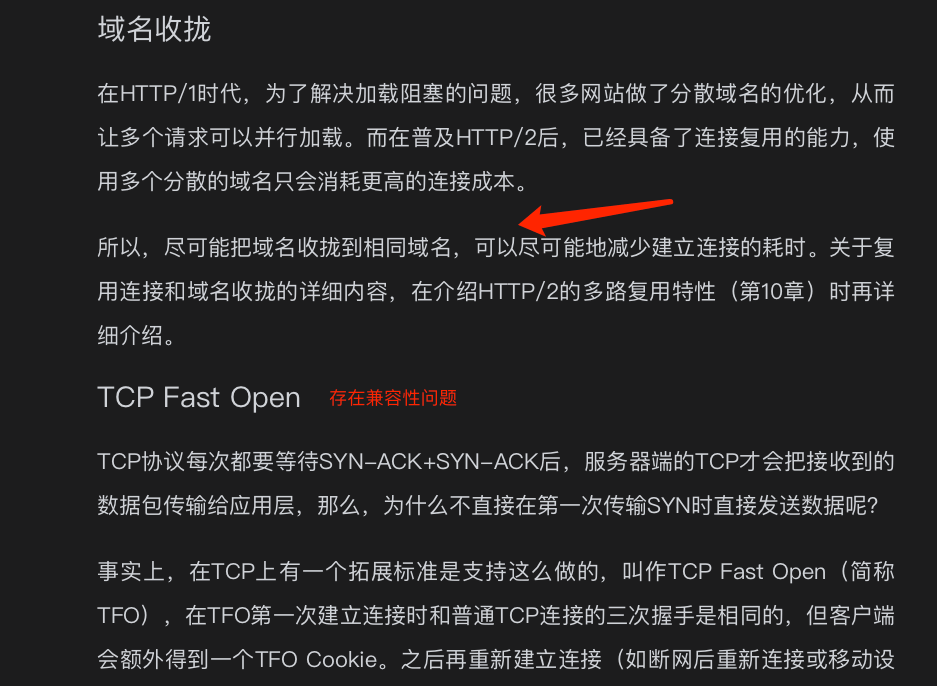 域名收拢
在HTTP/1时代，为了解决加载阻塞的问题，很多网站做了分散域名的优化，从而
让多个请求可以并行加载。而在普及HTTP/2后，已经具备了连接复用的能力，使
用多个分散的域名只会消耗更高的连接成本。
所以，尽可能把域名收拢到相同域名，可以尽可能地减少建立连接的耗时。关于复
用连接和域名收拢的详细内容，在介绍HTTP/2的多路复用特性（第10章）时再详
细介绍。
TCP Fast Open 存在兼容性问题
TCP协议每次都要等待SYN-ACK+SYN-ACK后，服务器端的TCP才会把接收到的
数据包传输给应用层，那么，为什么不直接在第一次传输SYN时直接发送数据呢？
事实上，在TCP上有一个拓展标准是支持这么做的，叫作TCP Fast Open（简称
TFO），在TFO第一次建立连接时和普通TCP连接的三次握手是相同的，但客户端
会额外得到一个TFO Cookie。之后再重新建立连接（如断网后重新连接或移动设